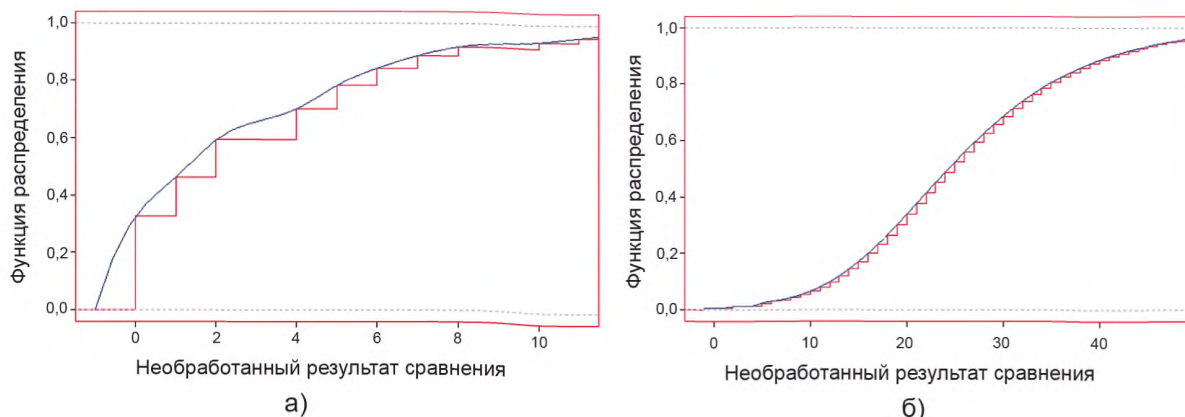 Функция распределения
1,0
0,8
0,6
0,4
0,2
0,0
0 2 4 6 8 10
Необработанный результат сравнения
а)
Функция распределения
1,0
0,8
0,6
0,4
0,2
0,0
0 10 20 30 40
Необработанный результат сравнения
б)